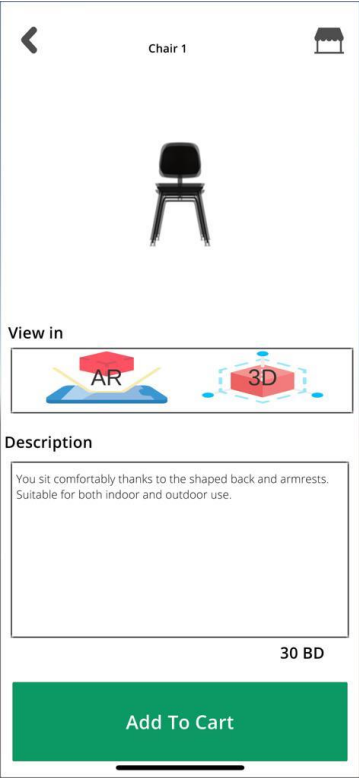 Chair 1
View in
AR
3D
Description
You sit comfortably thanks to the shaped back and armrests.
Suitable for both indoor and outdoor use.
30 BD
Add To Cart